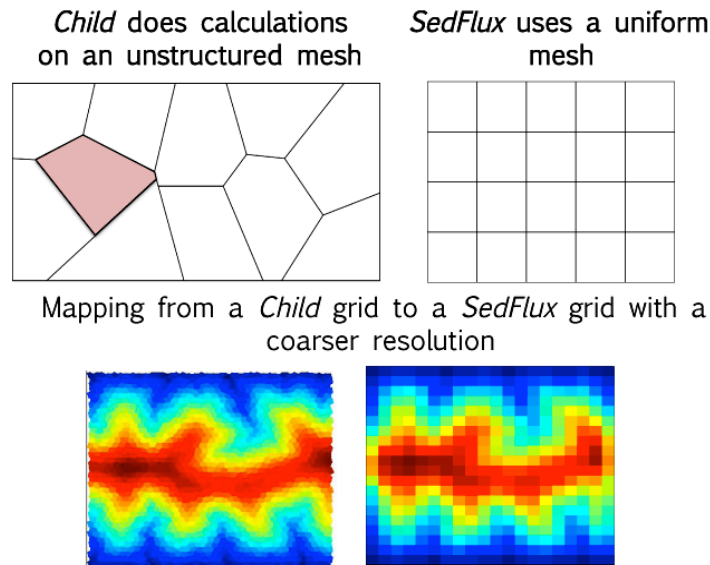 Child does calculations
on an unstructured mesh
SedFlux uses a uniform
mesh
Mapping from a Child grid to a SedFlux grid with a
coarser resolution